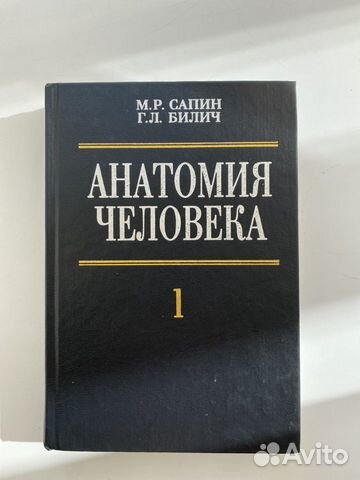 М.Р. САПИН
Г.Л. БИЛИЧ
АНАТОМИЯ
ЧЕЛОВЕКА
1
Avito